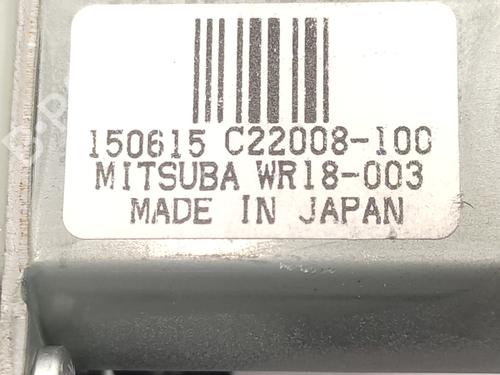 150615 C22008-100
MITSUBA WR18-003
MADE IN JAPAN